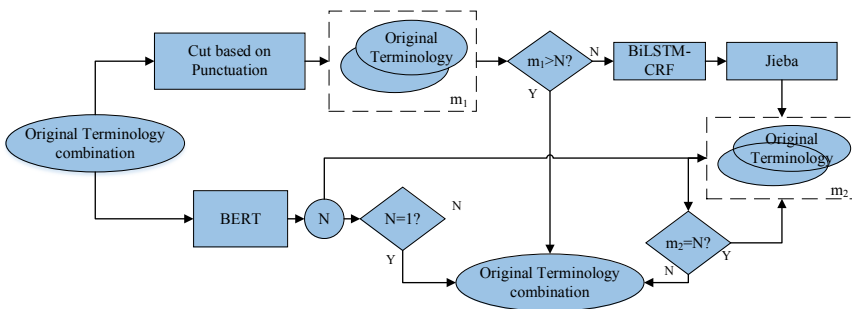 Cut based on
Punctuation
Original
Terminology
m1
m1>N?
N
Y
BiLSTM-
CRF
Jieba
Original Terminology
combination
Original
Terminology
m2
BERT
N
N=1?
N
Y
m2=N?
N
Y
Original Terminology
combination